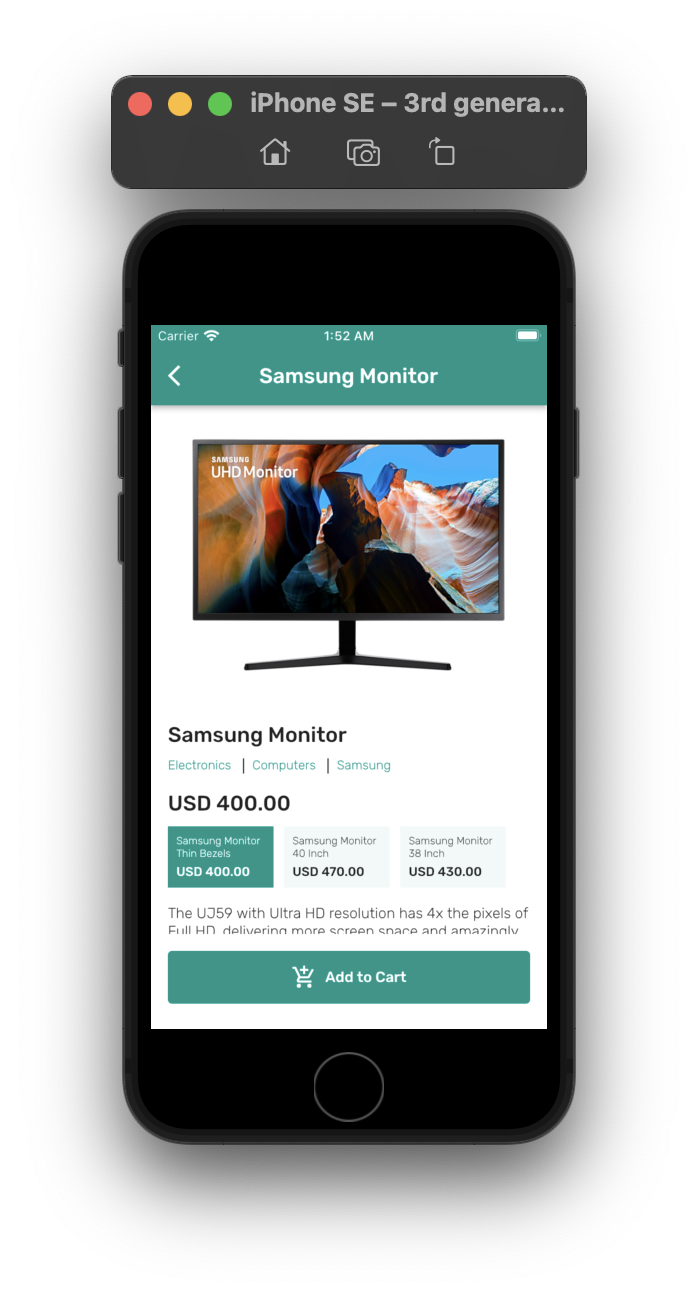 iPhone SE – 3rd genera...
Carrier 1:52 AM
Samsung Monitor
SAMSUNG
UHD Monitor
Samsung Monitor
Electronics | Computers | Samsung
USD 400.00
Samsung Monitor
Thin Bezels
USD 400.00
Samsung Monitor
40 Inch
USD 470.00
Samsung Monitor
38 Inch
USD 430.00
The UJ59 with Ultra HD resolution has 4x the pixels of
Full HD, delivering more screen space and amazingly
Add to Cart